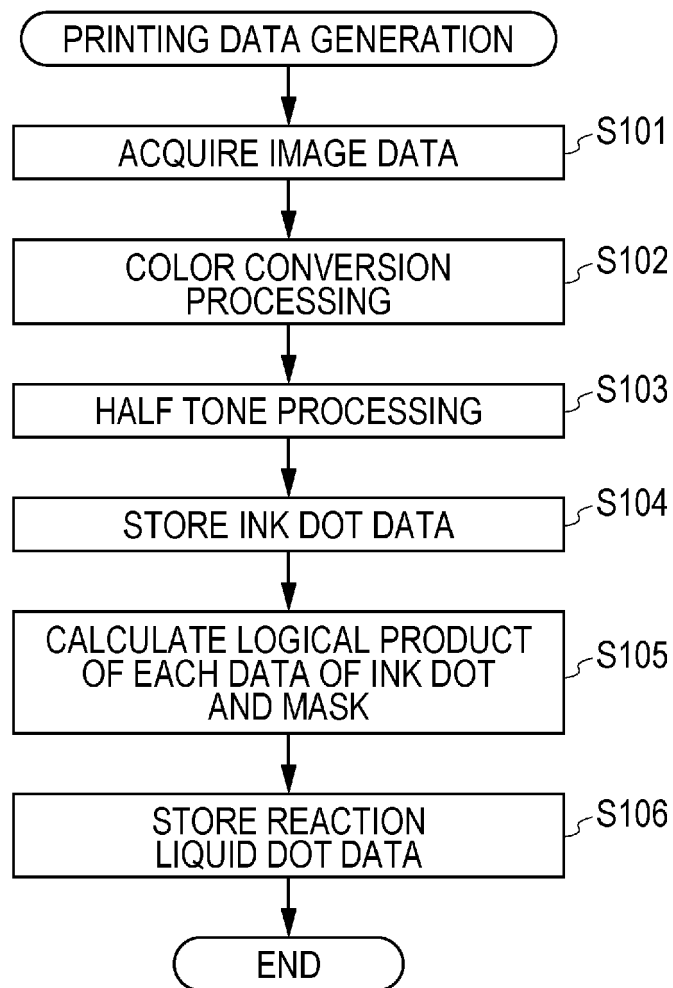 PRINTING DATA GENERATION
S101
ACQUIRE IMAGE DATA
S102
COLOR CONVERSION
PROCESSING
S103
HALF TONE PROCESSING
S104
STORE INK DOT DATA
S105
CALCULATE LOGICAL PRODUCT
OF EACH DATA OF INK DOT
AND MASK
S106
STORE REACTION
LIQUID DOT DATA
END